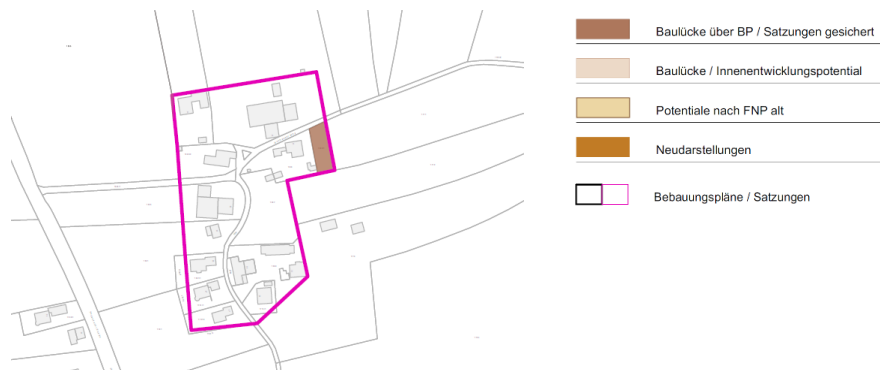 Baulücke über BP / Satzungen gesichert
Baulücke / Innenentwicklungspotential
Potentiale nach FNP alt
Neudarstellungen
Bebauungspläne / Satzungen